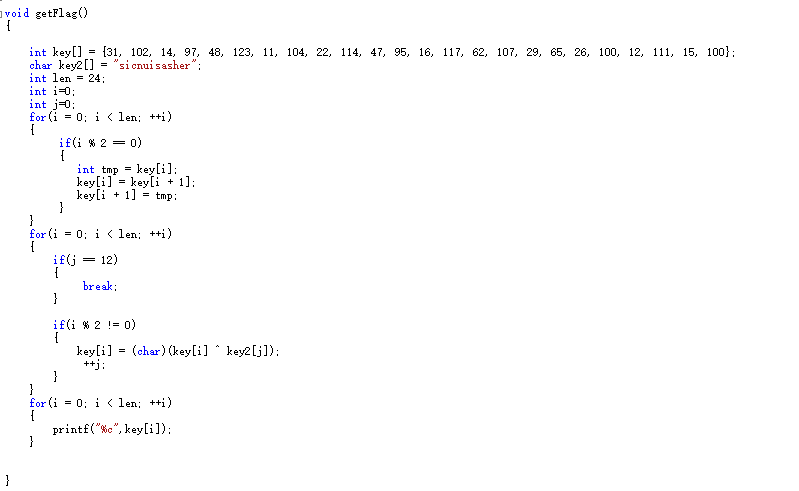 void getFlag()
{
int key[] = {31, 102, 14, 97, 48, 123, 11, 104, 22, 114, 47, 95, 16, 117, 62, 107, 29, 65, 26, 100, 12, 111, 15, 100};
char key2[] = "sicnuisasher";
int len = 24;
int i=0;
int j=0;
for(i = 0; i < len; ++i)
{
if(i % 2 == 0)
{
int tmp = key[i];
key[i] = key[i + 1];
key[i + 1] = tmp;
}
}
for(i = 0; i < len; ++i)
{
if(j == 12)
{
break;
}
if(i % 2 != 0)
{
key[i] = (char)(key[i] ^ key2[j]);
++j;
}
}
for(i = 0; i < len; ++i)
{
printf("%c",key[i]);
}
}